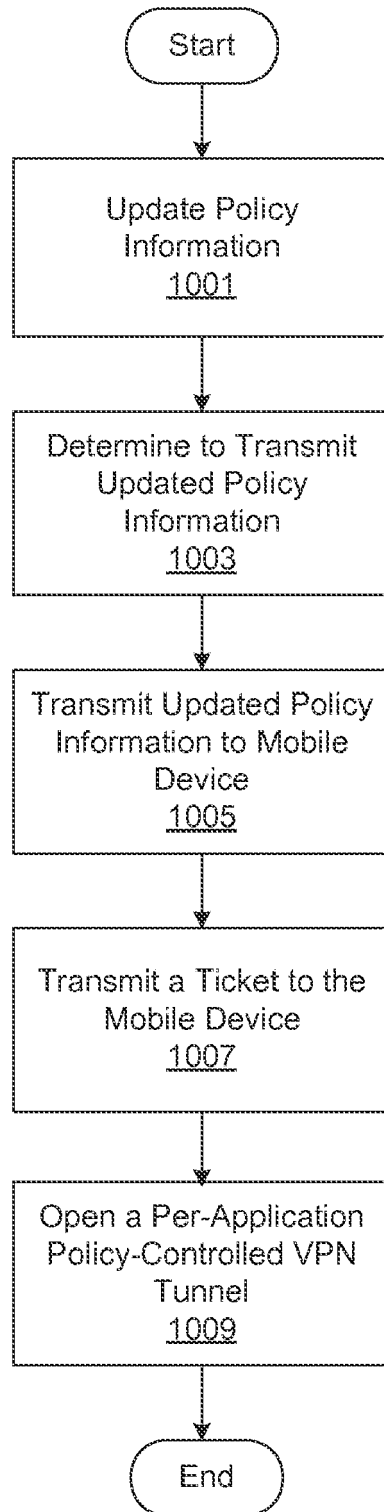 Start
Update Policy
Information
1001
Determine to Transmit
Updated Policy
Information
1003
Transmit Updated Policy
Information to Mobile
Device
1005
Transmit a Ticket to the
Mobile Device
1007
Open a Per-Application
Policy-Controlled VPN
Tunnel
1009
End